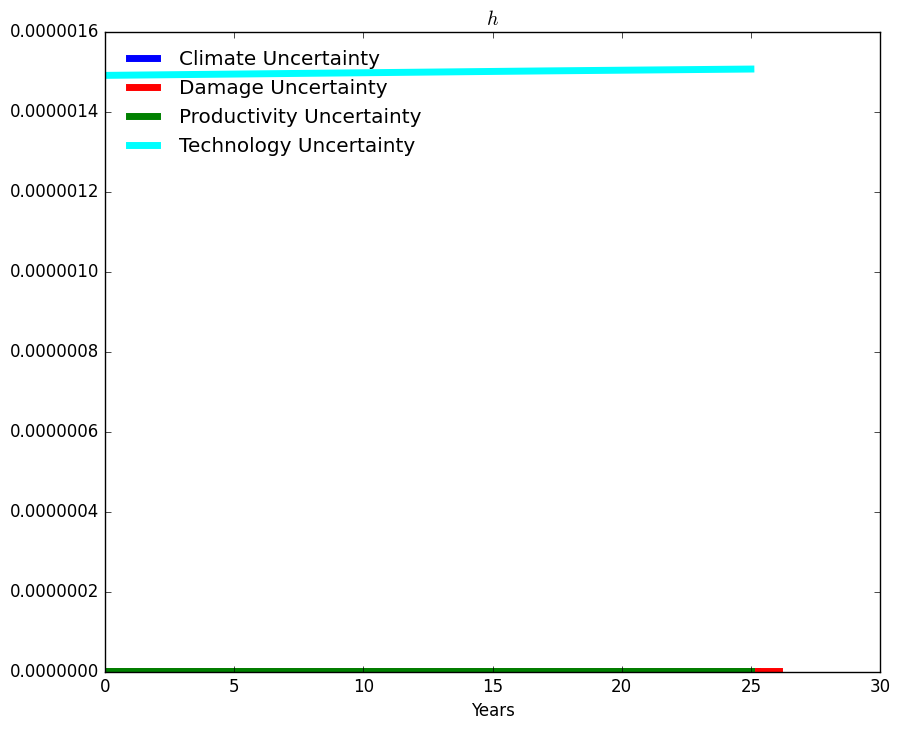 h
0.0000016
Climate Uncertainty
Damage Uncertainty
0.0000014
Productivity Uncertainty
Technology Uncertainty
0.0000012
0.0000010
0.0000008
0.0000006
0.0000004
0.0000002
0.0000000
0 5 10 15 20 25 30
Years